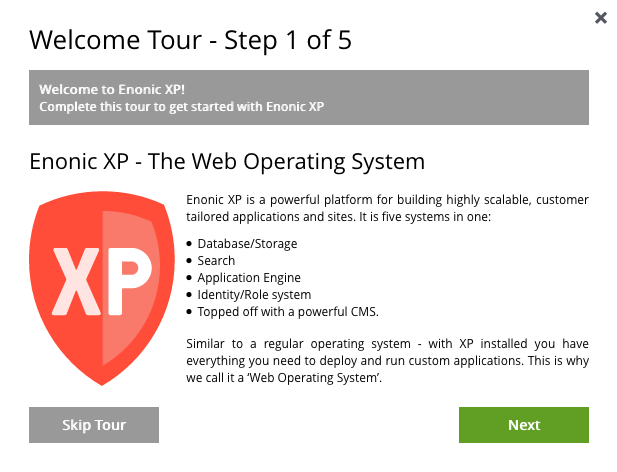 Welcome Tour - Step 1 of 5
Welcome to Enonic XP!
Complete this tour to get started with Enonic XP
Enonic XP - The Web Operating System
XP
Enonic XP is a powerful platform for building highly scalable, customer
tailored applications and sites. It is five systems in one:
Database/Storage
Search
Application Engine
Identity/Role system
Topped off with a powerful CMS.
Similar to a regular operating system - with XP installed you have
everything you need to deploy and run custom applications. This is why
we call it a ‘Web Operating System’.
Skip Tour
Next